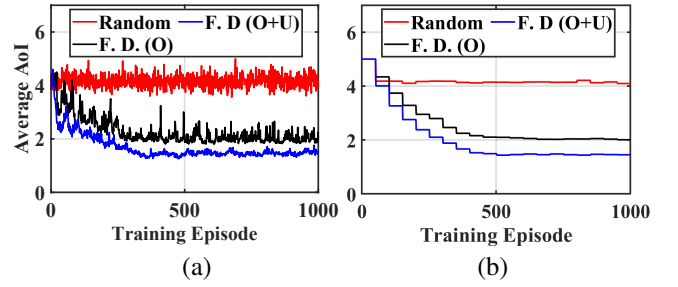 Random F. D (O+U)
F. D. (O)
Average AoI
6
4
2
0
0 500 1000
Training Episode
(a)
Random F. D (O+U)
F. D. (O)
6
4
2
0
0 500 1000
Training Episode
(b)